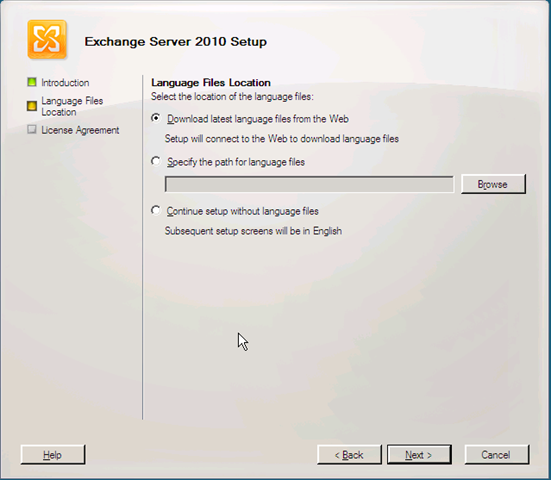 Exchange Server 2010 Setup
Introduction
Language Files
Location
License Agreement
Language Files Location
Select the location of the language files:
Download latest language files from the Web
Setup will connect to the Web to download language files
Specify the path for language files
Browse
Continue setup without language files
Subsequent setup screens will be in English
Help
< Back
Next >
Cancel